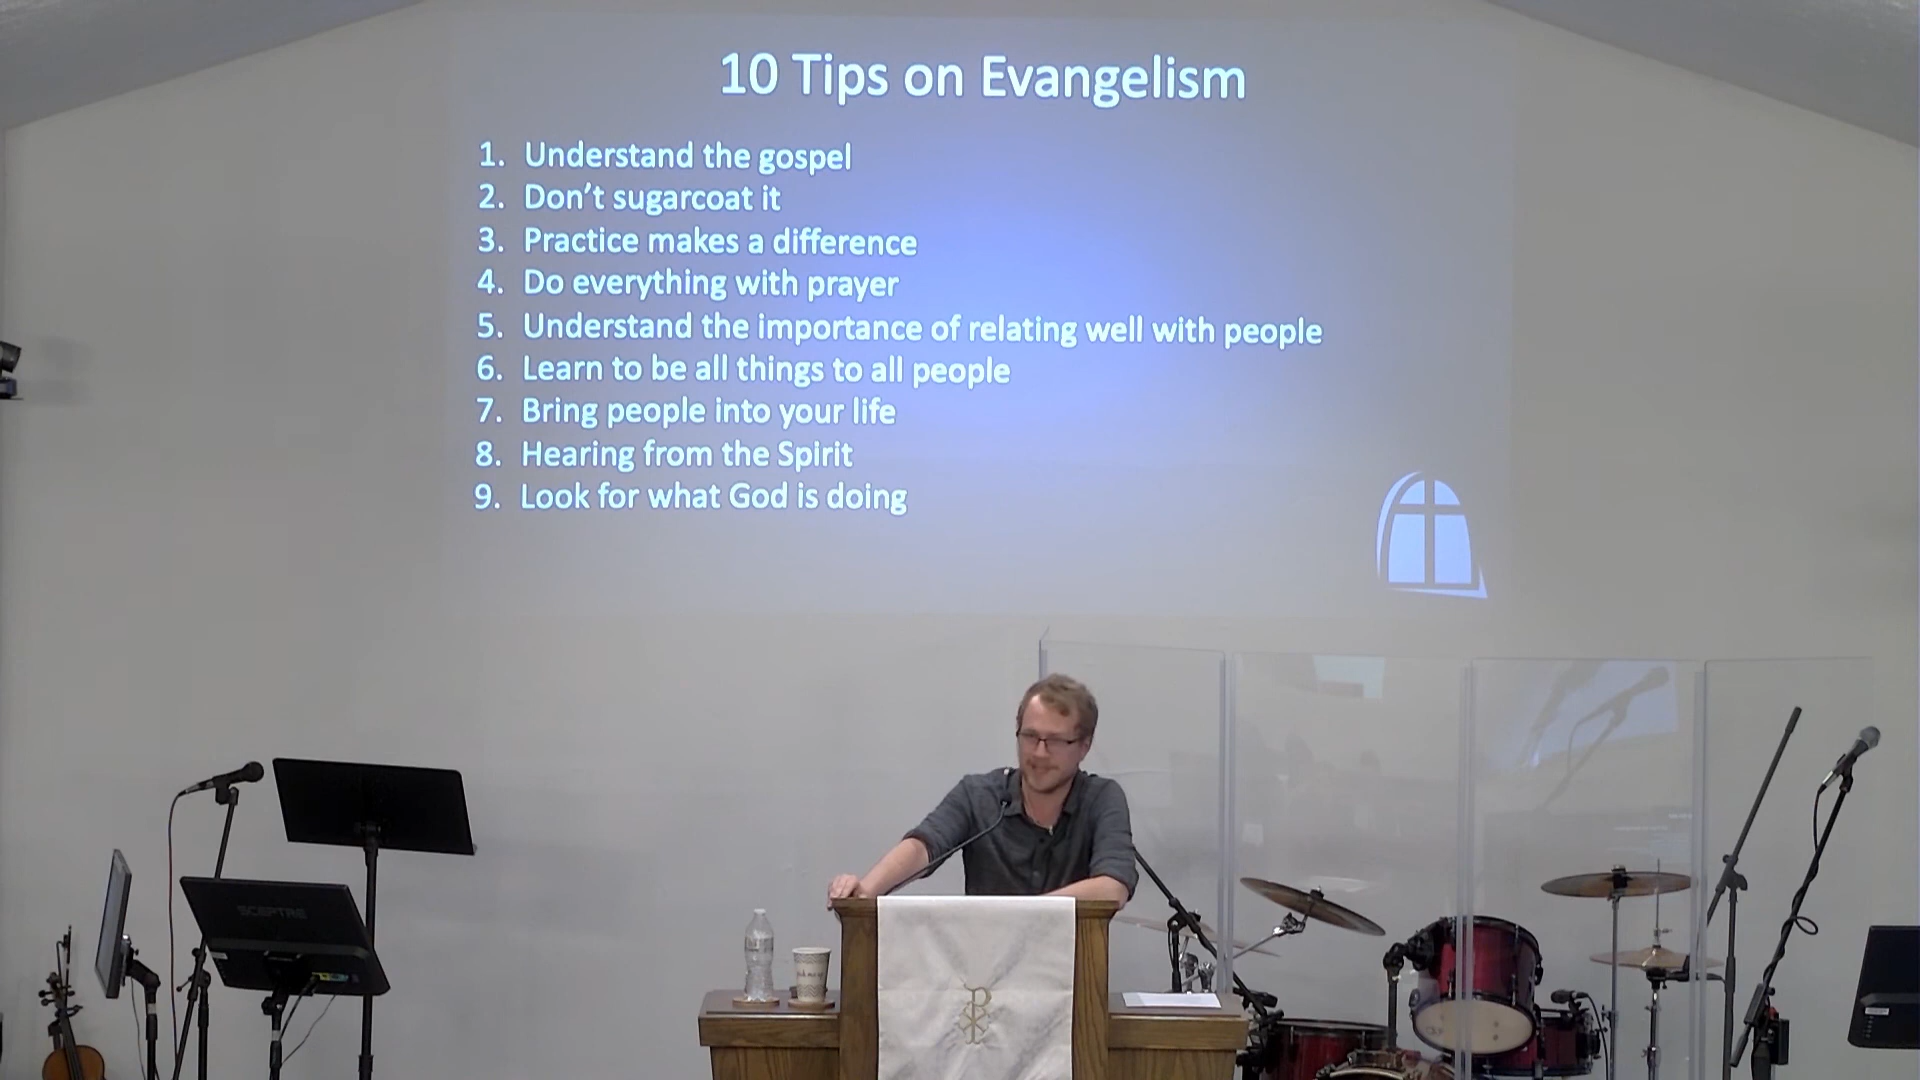 10 Tips on Evangelism
1. Understand the gospel
2. Don't sugarcoat it
3. Practice makes a difference
4. Do everything with prayer
5. Understand the importance of relating well with people
6. Learn to be all things to all people
7. Bring people into your life
8. Hearing from the Spirit
9. Look for what God is doing
SCEPTRE